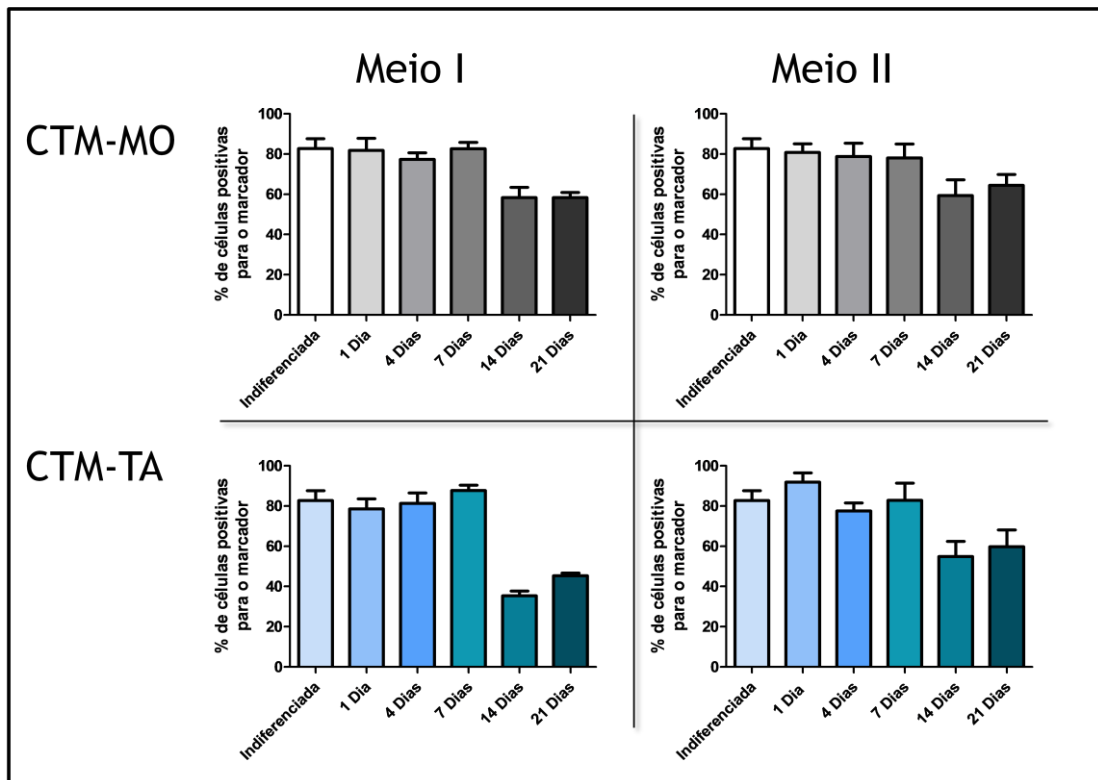 Meio I
Meio II
CTM-MO
% de células positivas
para o marcador
100
80
60
40
20
0
Indiferenciada
1 Dia
4 Dias
7 Dias
14 Dias
21 Dias
% de células positivas
para o marcador
100
80
60
40
20
0
Indiferenciada
1 Dia
4 Dias
7 Dias
14 Dias
21 Dias
CTM-TA
% de células positivas
para o marcador
100
80
60
40
20
0
Indiferenciada
1 Dia
4 Dias
7 Dias
14 Dias
21 Dias
% de células positivas
para o marcador
100
80
60
40
20
0
Indiferenciada
1 Dia
4 Dias
7 Dias
14 Dias
21 Dias